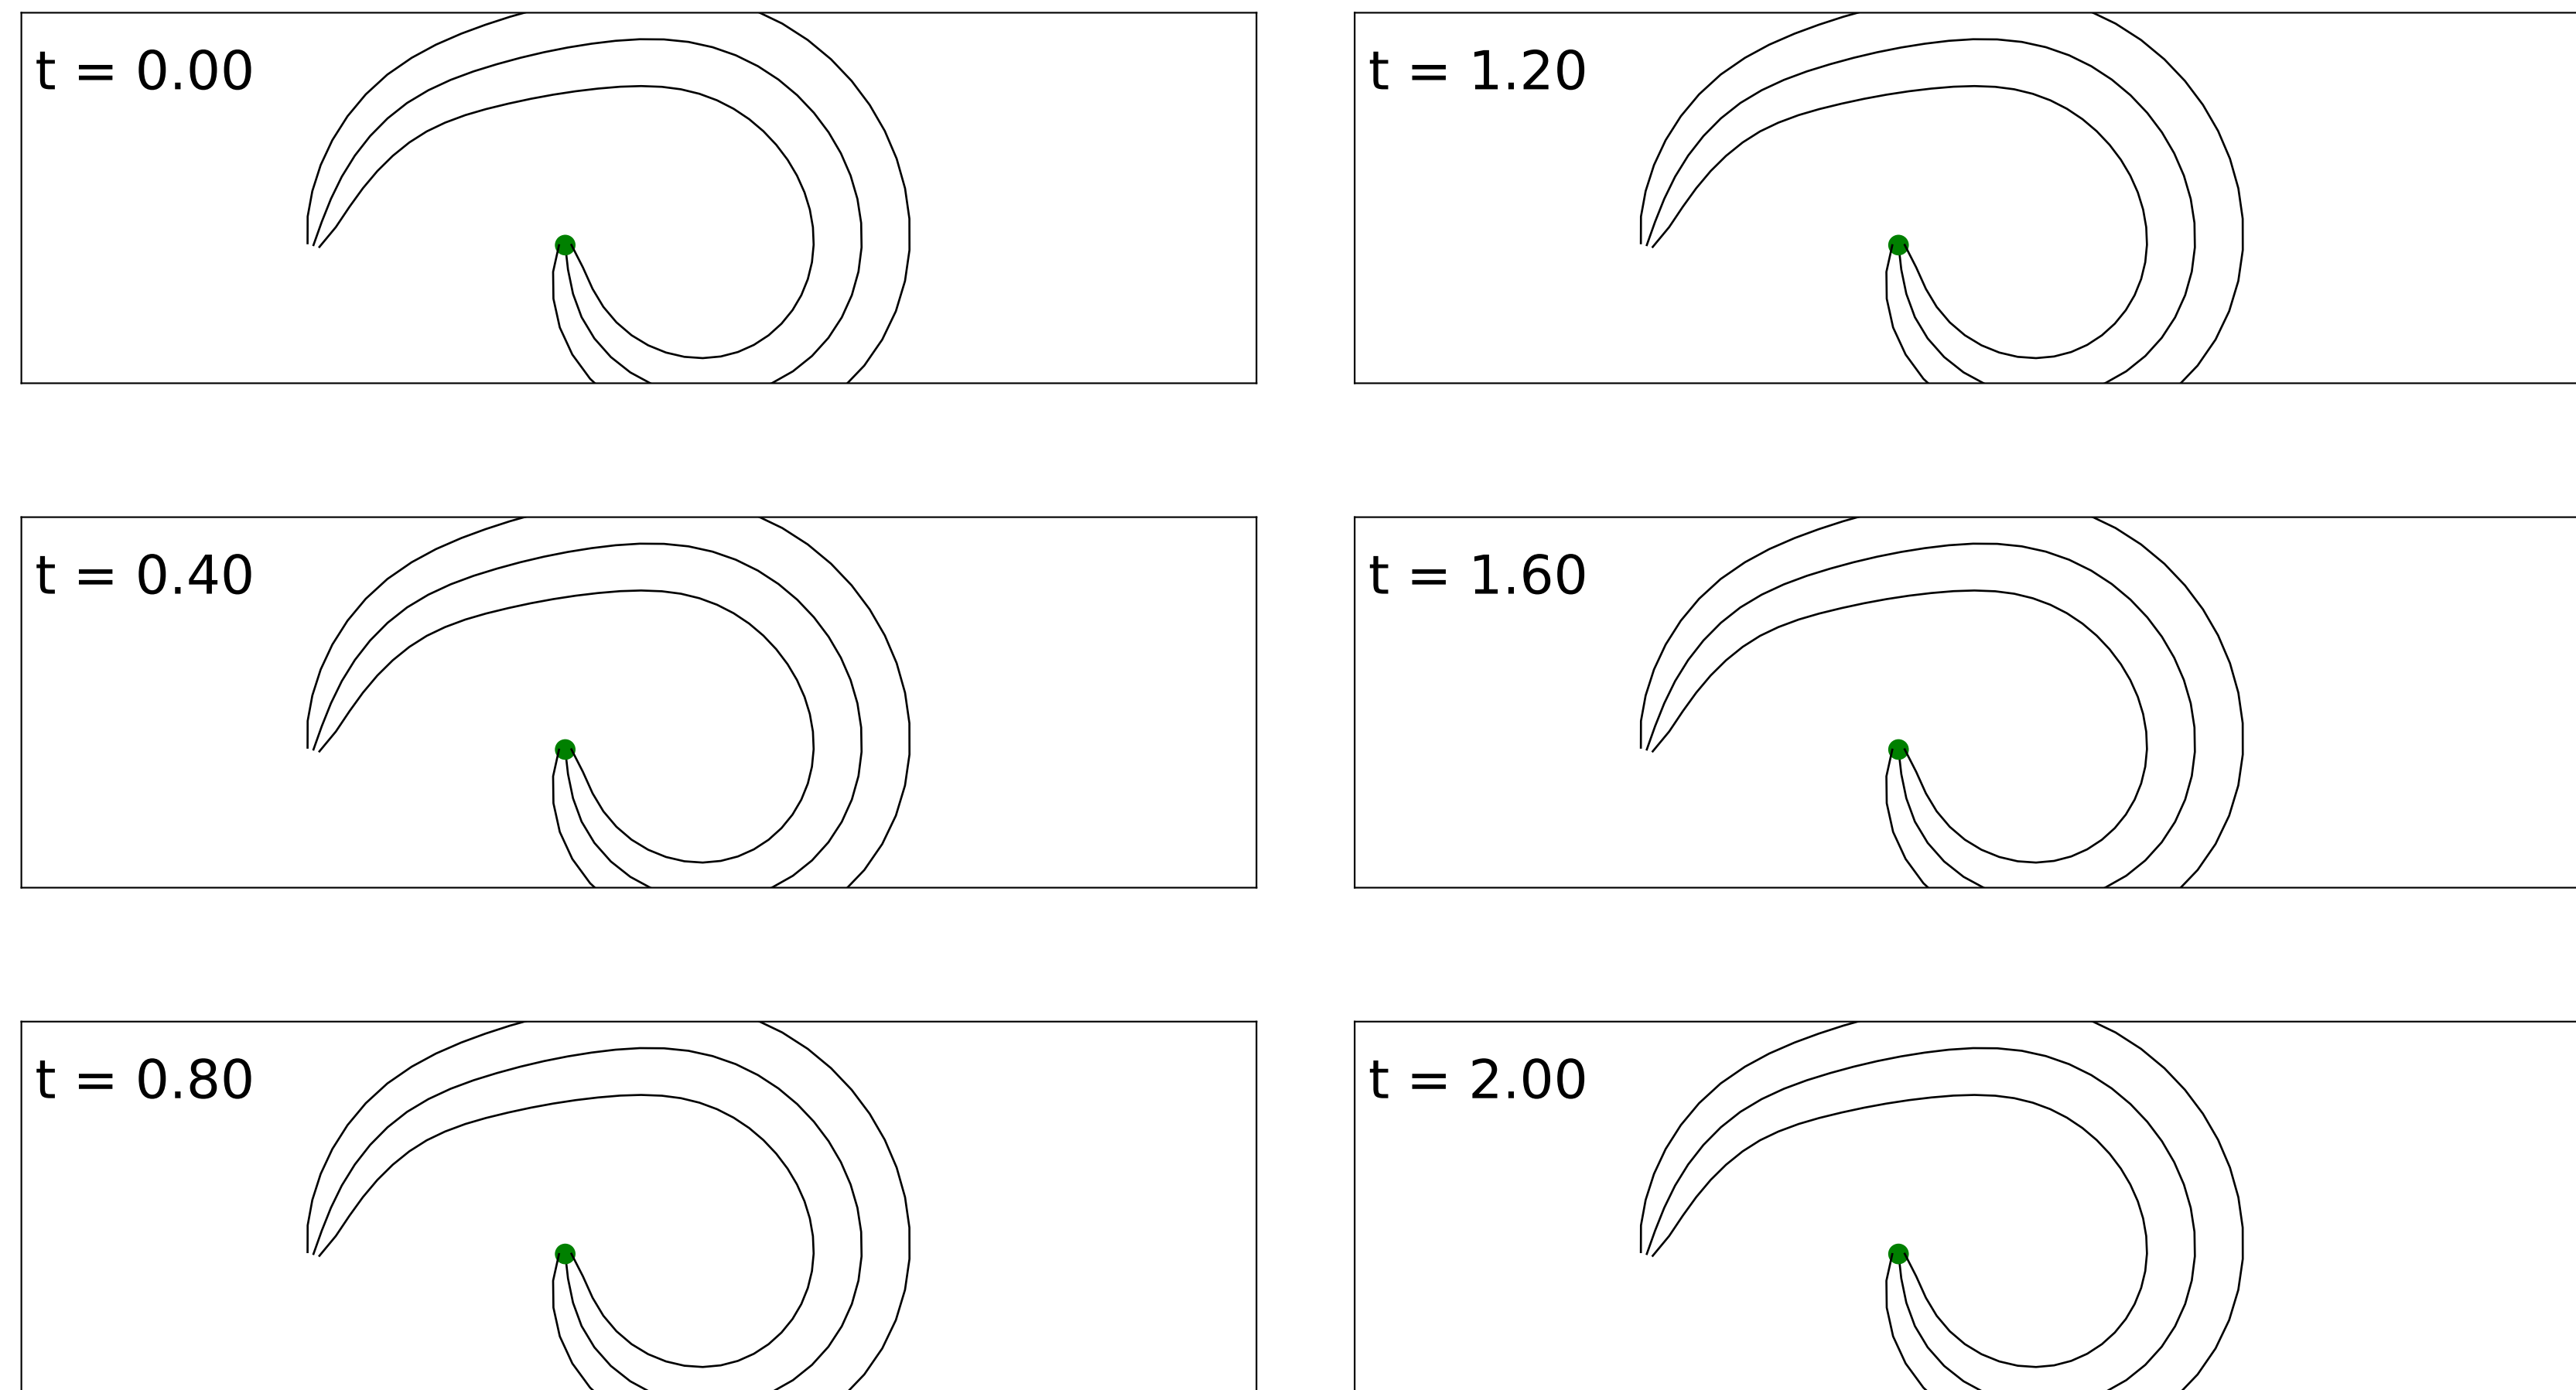 t = 0.00
t = 1.20
t = 0.40
t = 1.60
t = 0.80
t = 2.00